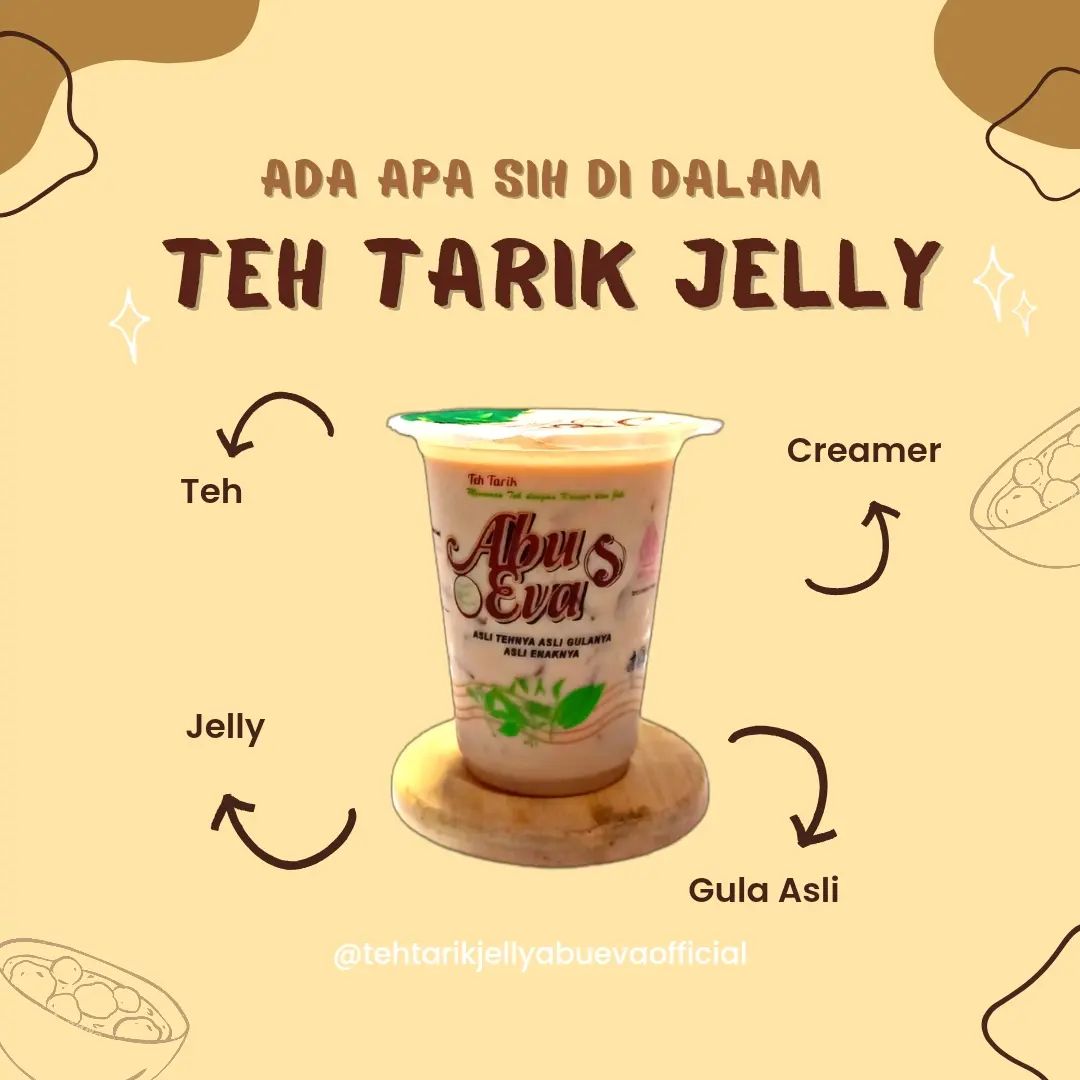 ADA APA SIH DI DALAM
TEH TARIK JELLY
Teh
Creamer
Teh Tarik
Abu S
Eva
ASLI TEHNYA ASLI GULANYA
ASLI ENAKNYA
Jelly
Gula Asli
@tehtarikjellyabuevaofficial